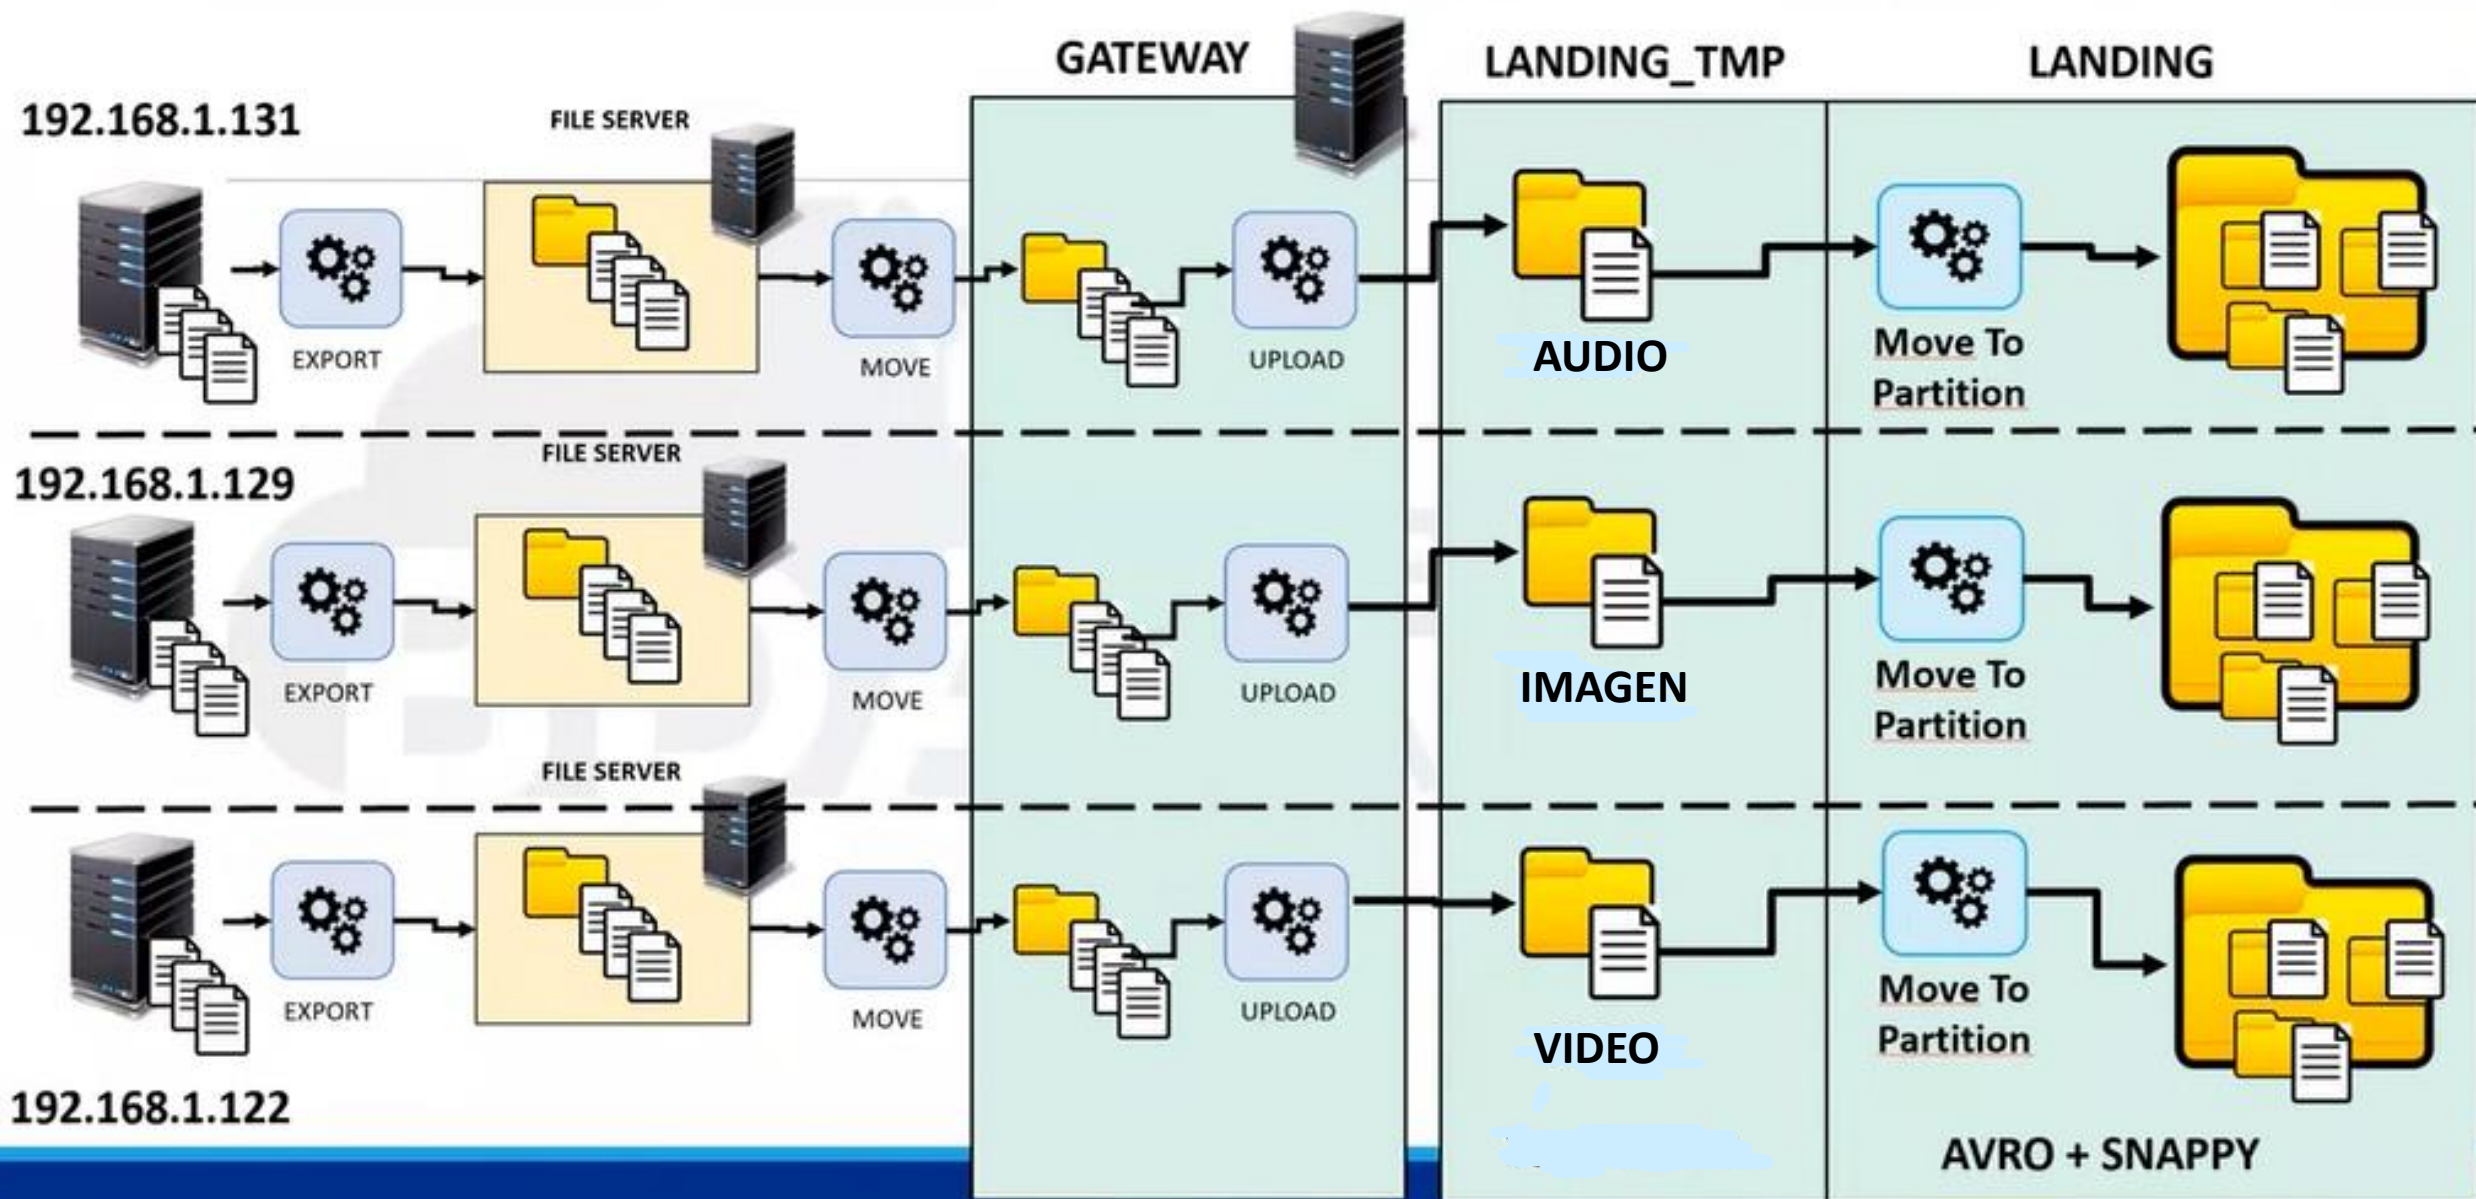 GATEWAY
LANDING_TMP
LANDING
192.168.1.131
FILE SERVER
EXPORT
MOVE
UPLOAD
AUDIO
Move To
Partition
192.168.1.129
FILE SERVER
EXPORT
MOVE
UPLOAD
IMAGEN
Move To
Partition
FILE SERVER
EXPORT
MOVE
UPLOAD
VIDEO
Move To
Partition
192.168.1.122
AVRO + SNAPPY